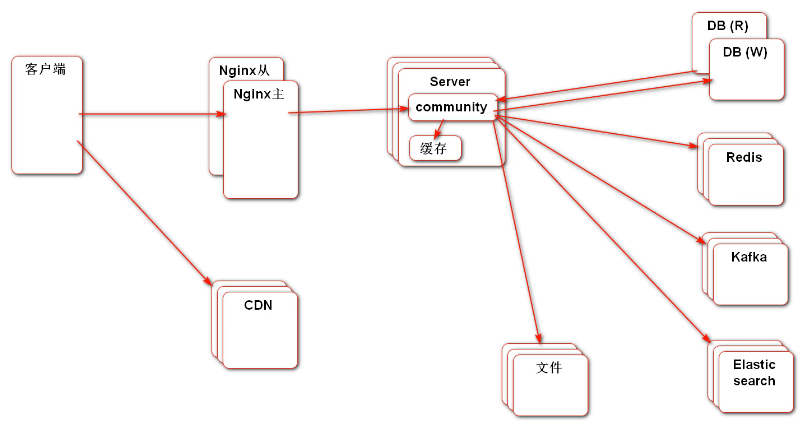 客户端
Nginx从
Nginx主
Server
community
缓存
DB (R)
DB (W)
Redis
Kafka
Elastic
search
文件
CDN